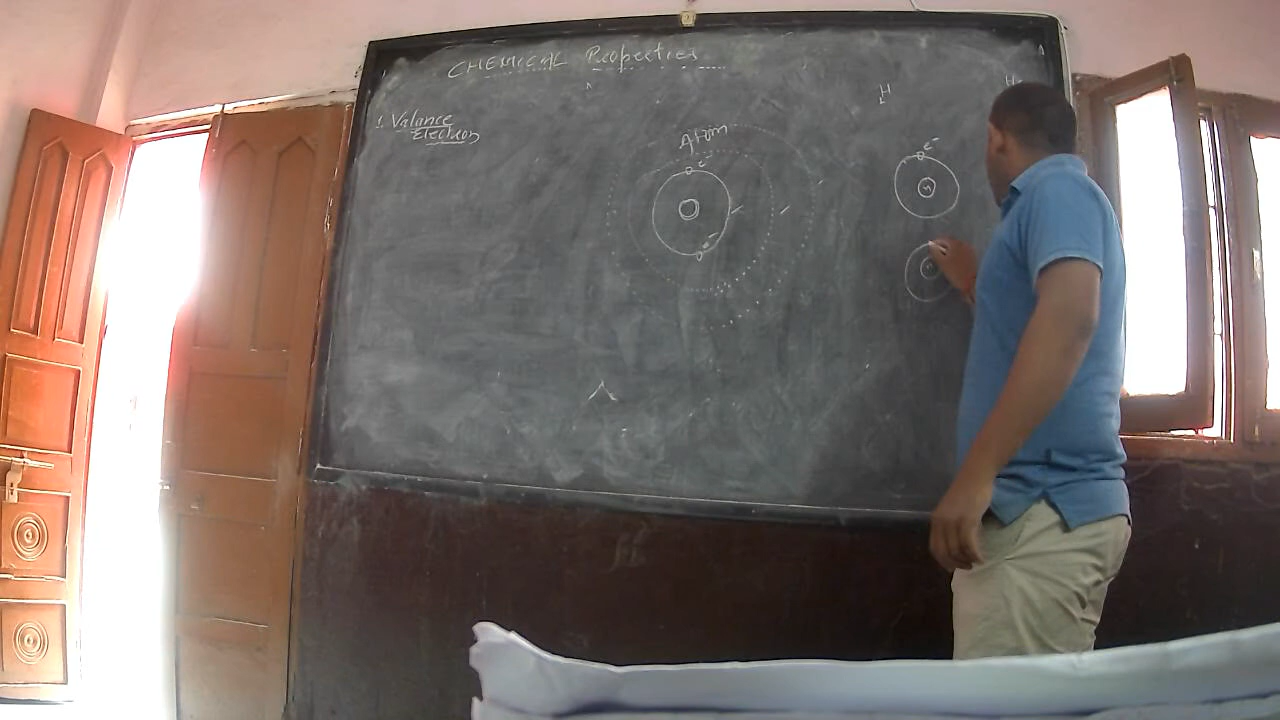 CHEMICAL Properties
1. Valance
Electron
Atom
e-
e-
H
e-